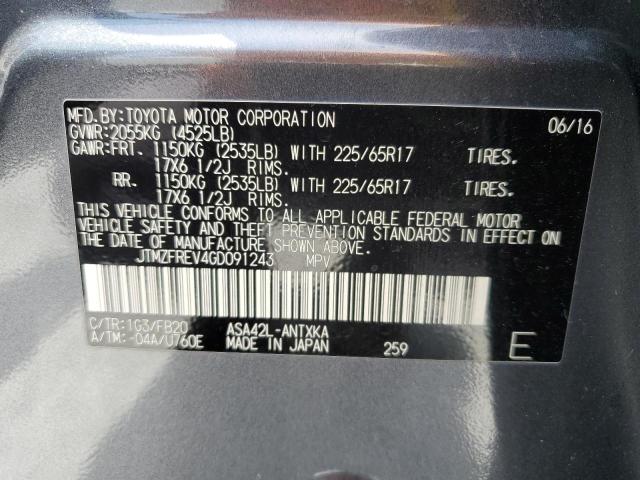 MFD.BY:TOYOTA MOTOR CORPORATION 06/16
GVWR:2055KG (4525LB)
GAWR:FRT. 1150KG (2535LB) WITH 225/65R17 TIRES.
17X6 1/2J RIMS.
RR. 1150KG (2535LB) WITH 225/65R17 TIRES.
17X6 1/2J RIMS.
THIS VEHICLE CONFORMS TO ALL APPLICABLE FEDERAL MOTOR
VEHICLE SAFETY AND THEFT PREVENTION STANDARDS IN EFFECT ON
THE DATE OF MANUFACTURE SHOWN ABOVE.
JTMZFREV4GD091243 MPV
C/TR:1G3/FB20 ASA42L-ANTXKA
A/TM:-04A/U760E MADE IN JAPAN 259 E